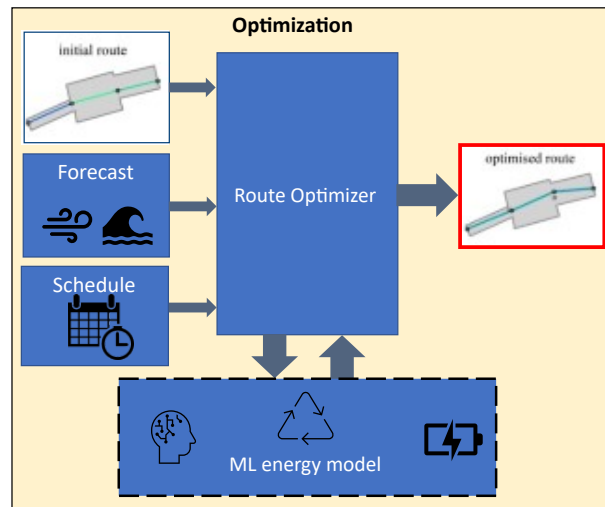 Optimization
initial route
Forecast
Schedule
Route Optimizer
optimised route
ML energy model